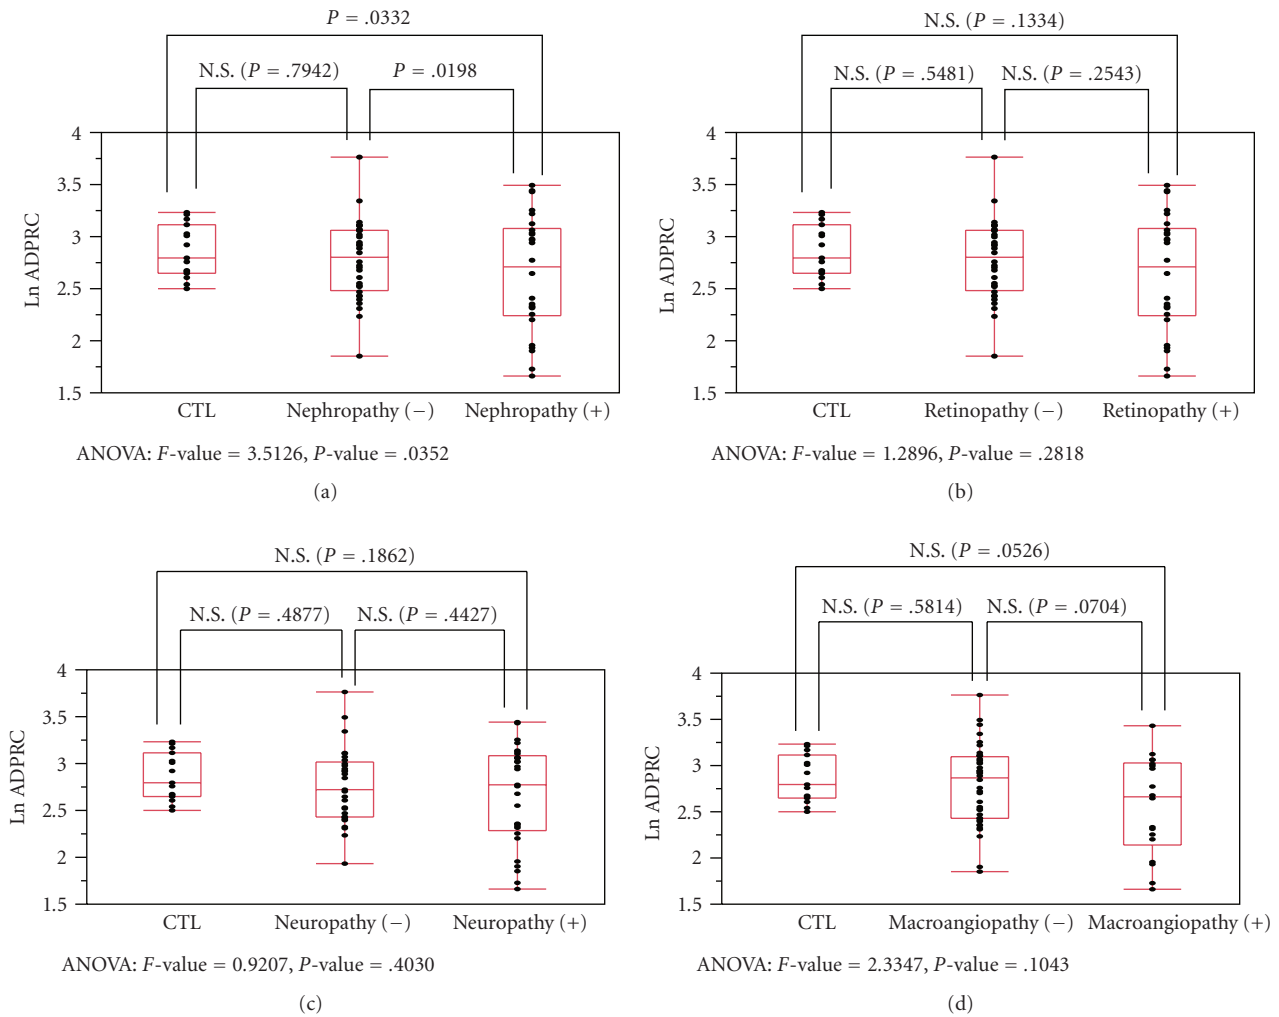 P = .0332
N.S. (P = .7942)
P = .0198
Ln ADPRC
4
3.5
3
2.5
2
1.5
CTL
Nephropathy (−)
Nephropathy (+)
ANOVA: F-value = 3.5126, P-value = .0352
(a)
N.S. (P = .1334)
N.S. (P = .5481)
N.S. (P = .2543)
Ln ADPRC
4
3.5
3
2.5
2
1.5
CTL
Retinopathy (−)
Retinopathy (+)
ANOVA: F-value = 1.2896, P-value = .2818
(b)
N.S. (P = .1862)
N.S. (P = .4877)
N.S. (P = .4427)
Ln ADPRC
4
3.5
3
2.5
2
1.5
CTL
Neuropathy (−)
Neuropathy (+)
ANOVA: F-value = 0.9207, P-value = .4030
(c)
N.S. (P = .0526)
N.S. (P = .5814)
N.S. (P = .0704)
Ln ADPRC
4
3.5
3
2.5
2
1.5
CTL
Macroangiopathy (−)
Macroangiopathy (+)
ANOVA: F-value = 2.3347, P-value = .1043
(d)